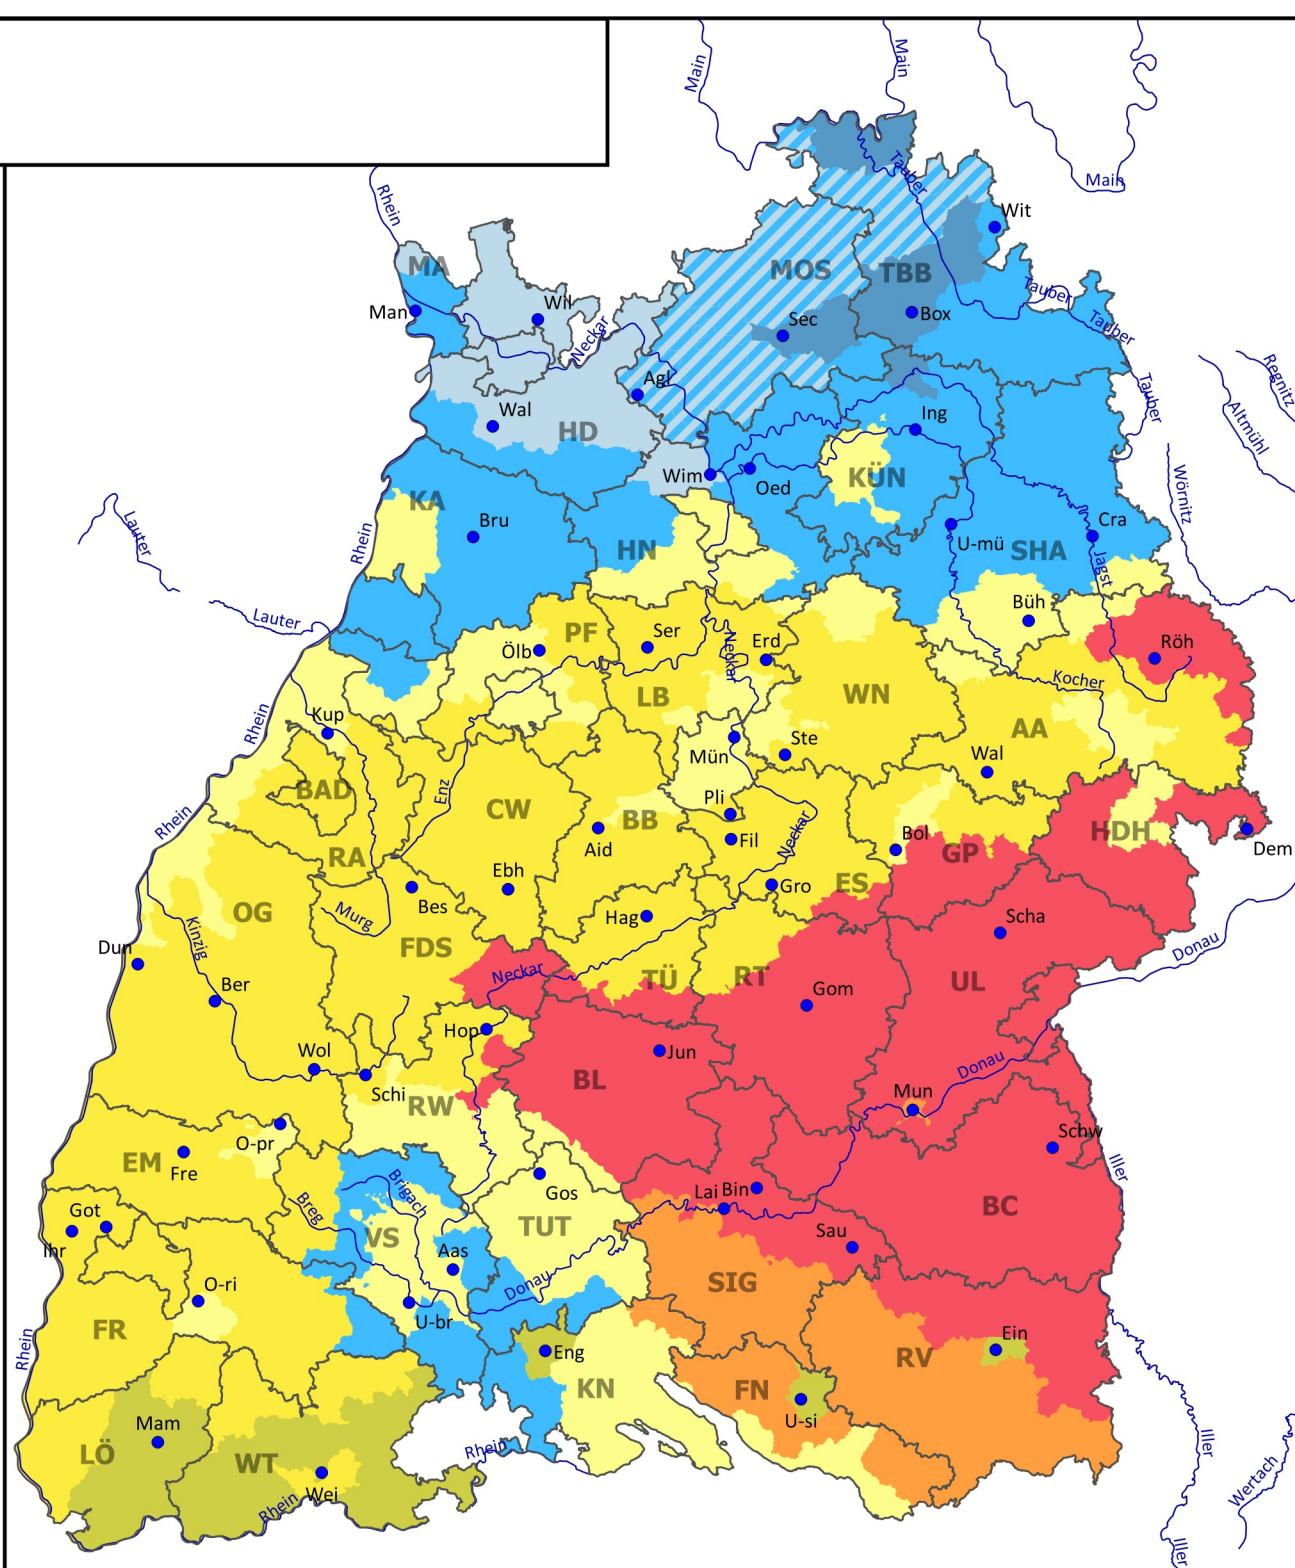 Main
Main
Main
Tauber
Rhein
Wit
MA
MOS
TBB
Tauber
Wil
Man
Sec
Box
Neckar
Tauber
Regnitz
Agl
Tauber
Wal
HD
Ing
Altmühl
Wim
Oed
KÜN
KA
Wörnitz
Bru
Cra
Lauter
Rhein
HN
U-mü
SHA
Jagst
Büh
Lauter
PF
Ser
Erd
Röh
Ölb
Neckar
Kocher
LB
WN
Rhein
Kup
AA
Ste
Mün
Wal
BAD
Enz
CW
Pli
Rhein
BB
Neckar
HDH
Aid
Fil
Bol
GP
Dem
RA
Ebh
Gro
ES
Bes
OG
Murg
Hag
Scha
Kinzig
FDS
Dun
Donau
Neckar
TÜ
RT
UL
Ber
Gom
Hop
Wol
Jun
Donau
BL
Schi
Mun
RW
Schw
O-pr
EM
Fre
Iller
Brigach
Gos
Lai
Bin
BC
Breg
Got
TUT
Sau
VS
Ihr
Aas
O-ri
Donau
SIG
U-br
FR
Ein
Rhein
Eng
RV
KN
FN
U-si
Mam
LÖ
WT
Rhein
Iller
Wei
Wertach
Rhein
Iller